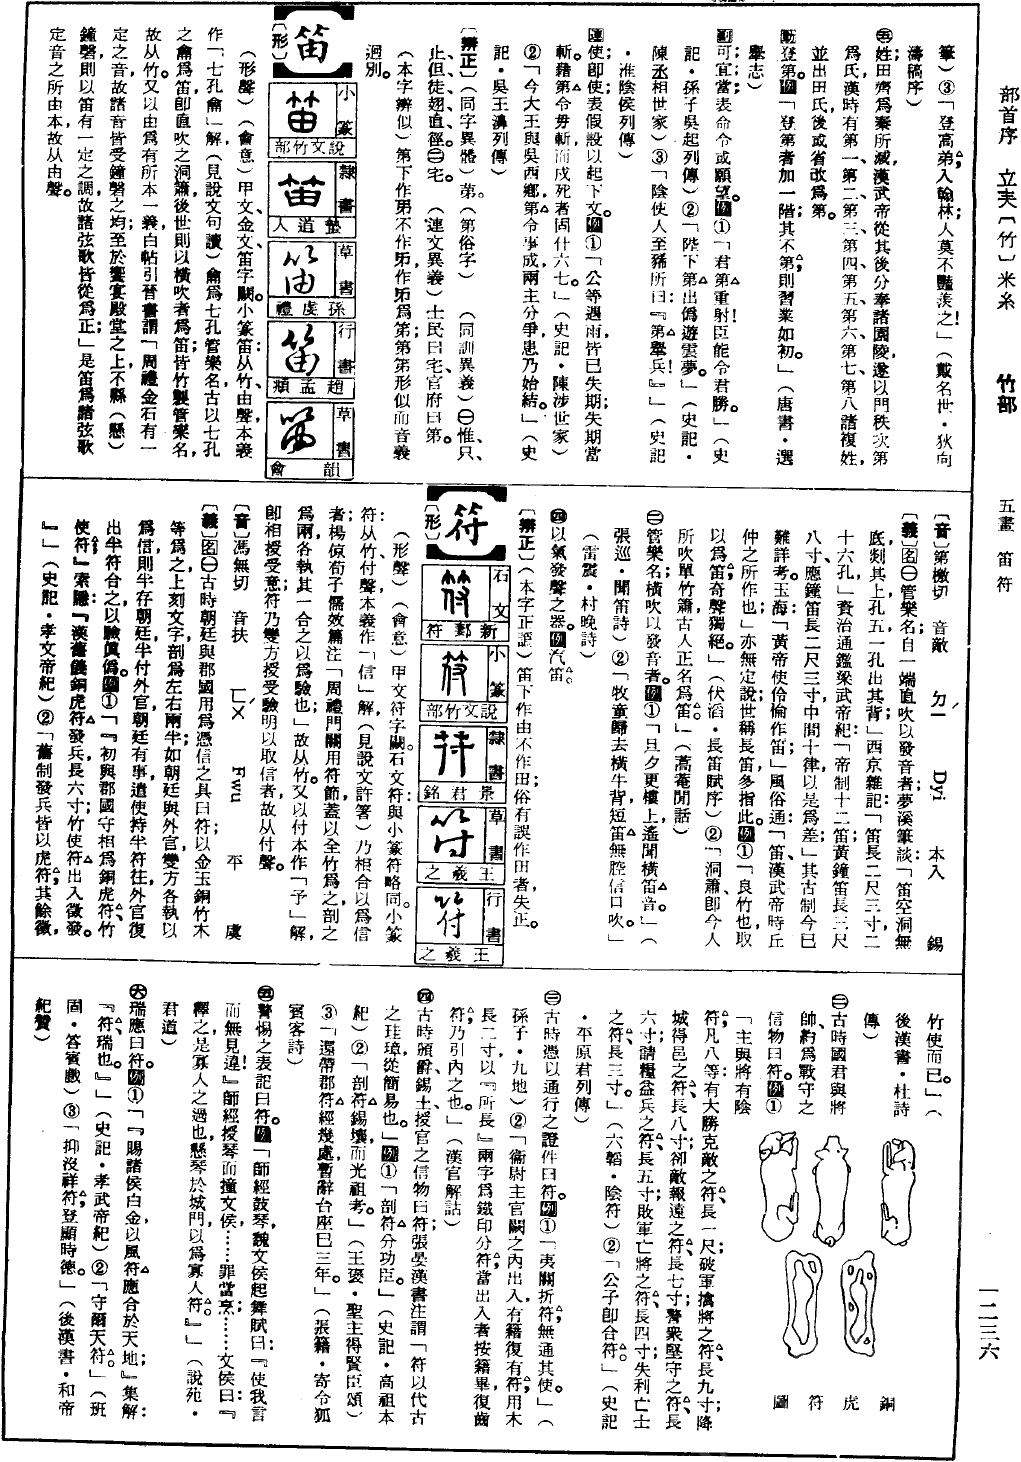 部首序 立耒〔竹〕米糸 竹部 五畫 笛符 一二三六
筆）③「登高弟，入翰林，人莫不豔羨之！」（戴名世·狄向
濤稿序）
姓。田齊爲秦所滅，漢武帝從其後分奉諸園陵，遂以門秩次第
爲氏，漢時有第一、第二、第三、第四、第五、第六、第七、第八諸複姓，
並出田氏，後或省改爲第。
登第。例「登第者加一階；其不第，則習業如初。」（唐書·選
舉志）
可；宜；當；表命令或願望。例①「君第重射！臣能令君勝。」（史
記·孫子吳起列傳）②「陛下第出僞遊雲夢。」（史記·
陳丞相世家）③「陰使人至豨所，曰：『第舉兵！』」（史記
·淮陰侯列傳）
連使；卽使；表假設以起下文。例①「公等遇雨，皆已失期，失期當
斬。藉第令毋斬，而戍死者固什六七。」（史記·陳涉世家）
②「今大王與吳西鄉，第令事成，兩主分爭，患乃始結。」（史
記·吳王濞列傳）
〔辨正〕（同字異體）苐。（第俗字） （同訓異義）㊀惟、只、
止、但、徒、翅、直、徑。㊁宅。 （連文異義）士民曰宅，官府曰第。
（本字辨似）第下作弟，不作䇠。第、第形似而音義
迥別。
笛
〔形〕
小篆 說文竹部
隸書 螯道人
草書 孫虔禮
行書 趙孟頫
草書 韻會
（形聲）（會意）甲文、金文笛字闕。小篆笛：从竹、由聲，本義
作「七孔龠」解（見說文句讀）龠爲七孔管樂名，古以七孔
之龠爲笛，卽直吹之洞簫，後世則以橫吹者爲笛，皆竹製管樂名，
故从竹。又以由爲有所本一義，白帖引晉書謂「周禮金石有一
定之音，故諸音皆受鐘磬之均；至於饗宴殿堂之上，不縣（懸）
鐘磬，則以笛有一定之調，故諸弦歌皆從爲正；」是笛爲諸弦歌
定音之所由本，故从由聲。
〔音〕第檄切 音敵 ㄉㄧˊ Dyi 本入 錫
〔義〕名㊀管樂名；自一端直吹以發音者；夢溪筆談：「笛空洞無
底，剡其上孔五，一孔出其背」西京雜記：「笛長二尺三寸，二
十六孔；」資治通鑑梁武帝紀：「帝制十二笛，黃鐘笛長三尺
八寸，應鐘笛長二尺三寸，中間十律以是爲差；」其古制今已
難詳考。玉海：「黃帝使伶倫作笛；」風俗通：「笛，漢武帝時丘
仲之所作也」亦無定說。世稱長笛多指此。例①「良竹也，取
以爲笛，奇聲獨絕。」（伏滔·長笛賦序）②「洞簫卽今人
所吹單竹簫，古人正名爲笛。」（蒿菴閒話）
㊁管樂名；橫吹以發音者。例①「旦夕更樓上，遙聞橫笛音。」（
張巡·聞笛詩）②「牧童歸去橫牛背，短笛無腔信口吹。」
（雷震·村晚詩）
㊃以氣發聲之器。例汽笛。
〔辨正〕（本字正誤）笛下作由，不作田，俗有誤作田者，失正。
符
〔形〕
石文 新郪符
小篆 說文竹部
隸書 景君銘
草書 王羲之
行書 王羲之
（形聲）（會意）甲文符字闕。石文符：與小篆符略同。小篆
符：从竹、付聲，本義作「信」解（見說文許箸）乃相合以爲信
者；楊倞荀子儒效篇注「周禮門關用符節，蓋以全竹爲之，剖之
爲兩，各執其一，合之以爲驗也」故从竹。又以付本作「予」解，
卽相授受意，符乃雙方授受驗明以取信者，故从付聲。
〔音〕馮無切 音扶 ㄈㄨˊ Fwu 平 虞
〔義〕名㊀古時朝廷與郡國用爲憑信之具曰符；以金、玉、銅、竹、木
等爲之，上刻文字，剖爲左右兩半，如朝廷與外官，雙方各執以
爲信，則半存朝廷，半付外官，朝廷有事遣使，持半符往，外官復
出半符合之，以驗眞僞。例①「『初與郡國守相爲銅虎符、竹
使符』索隱：『漢舊儀，銅虎符發兵，長六寸；竹使符出入徵發。
』」（史記·孝文帝紀）②「舊制發兵皆以虎符，其餘徵，
竹使而已。」（
後漢書·杜詩
傳）
㊁古時國君與將
帥約爲戰守之
信物曰符。例①
「主與將有陰
銅虎符圖
符，凡八等：有大勝克敵之符，長一尺；破軍擒將之符，長九寸；降
城得邑之符，長八寸；卻敵報遠之符，長七寸；警衆堅守之符，長
六寸；請糧益兵之符，長五寸；敗軍亡將之符，長四寸；失利亡士
之符，長三寸。」（六韜·陰符）②「公子卽合符。」（史記
·平原君列傳）
㊂古時憑以通行之證件曰符。例①「夷關折符，無通其使。」（
孫子·九地）②「衞尉主官闕之內，出入有籍，復有符，用木
長二寸，以『所長』兩字爲鐵印分符，當出入者按籍畢，復齒
符，乃引內之也。」（漢官解詁）
㊃古時頒爵、錫土、授官之信物曰符；張晏漢書注謂「符以代古
之珪璋，從簡易也。」例①「剖符分功臣。」（史記·高祖本
紀）②「剖符錫壤，而光祖考。」（王褒·聖主得賢臣頌）
③「還帶郡符經幾處，暫辭台座已三年。」（張籍·寄令狐
賓客詩）
㊄警惕之表記曰符。例「師經鼓琴，魏文侯起舞，賦曰：『使我言
而無見違！』師經援琴而撞文侯，……罪當烹；……文侯曰：『
釋之，是寡人之過也。懸琴於城門，以爲寡人符。』」（說苑·
君道）
㊅瑞應曰符。例①「『賜諸侯白金，以風符應合於天地；』集解：
『符瑞也。』」（史記·孝武帝紀）②「守爾天符。」（班
固·答賓戲）③「抑沒祥符，登顯時德。」（後漢書·和帝
紀贊）